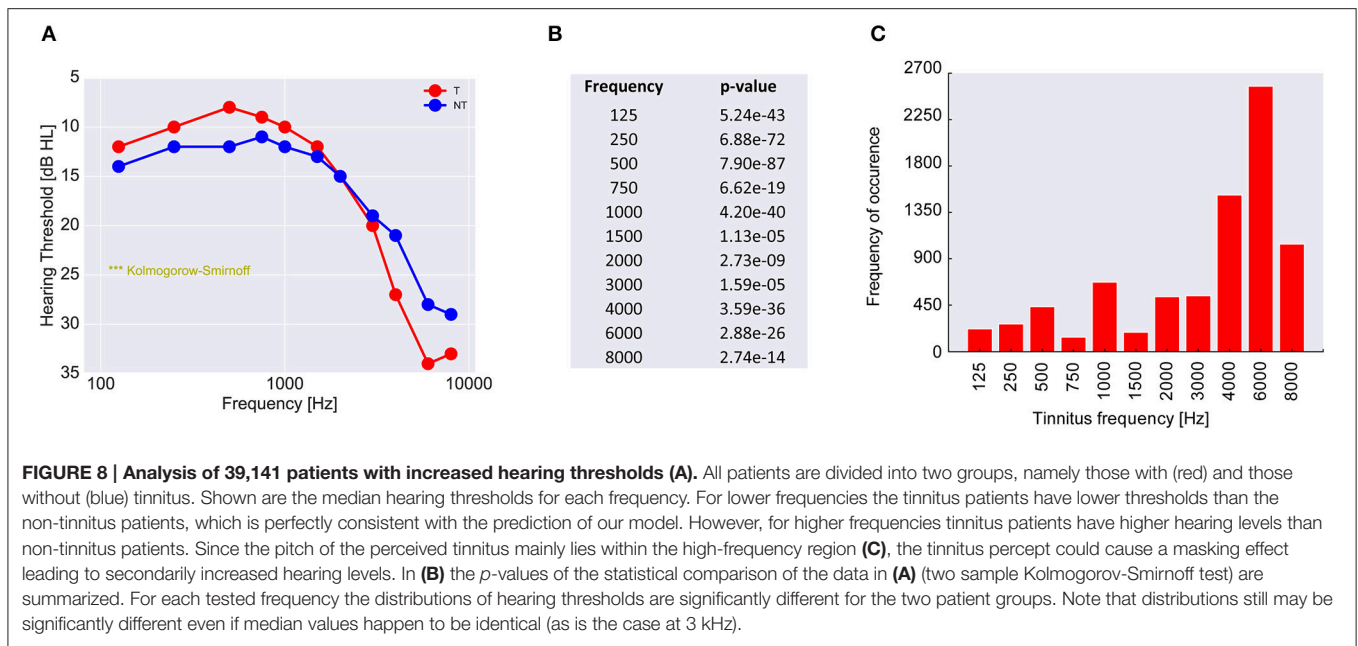 A
5
10
15
20
25
30
35
Hearing Threshold [dB HL]
T
NT
*** Kolmogorow-Smirnoff
100
1000
10000
Frequency [Hz]
B
Frequency p-value
125 5.24e-43
250 6.88e-72
500 7.90e-87
750 6.62e-19
1000 4.20e-40
1500 1.13e-05
2000 2.73e-09
3000 1.59e-05
4000 3.59e-36
6000 2.88e-26
8000 2.74e-14
C
2700
2250
1800
1350
900
450
0
Frequency of occurence
125
250
500
750
1000
1500
2000
3000
4000
6000
8000
Tinnitus frequency [Hz]
FIGURE 8 | Analysis of 39,141 patients with increased hearing thresholds (A). All patients are divided into two groups, namely those with (red) and those
without (blue) tinnitus. Shown are the median hearing thresholds for each frequency. For lower frequencies the tinnitus patients have lower thresholds than the
non-tinnitus patients, which is perfectly consistent with the prediction of our model. However, for higher frequencies tinnitus patients have higher hearing levels than
non-tinnitus patients. Since the pitch of the perceived tinnitus mainly lies within the high-frequency region (C), the tinnitus percept could cause a masking effect
leading to secondarily increased hearing levels. In (B) the p-values of the statistical comparison of the data in (A) (two sample Kolmogorov-Smirnoff test) are
summarized. For each tested frequency the distributions of hearing thresholds are significantly different for the two patient groups. Note that distributions still may be
significantly different even if median values happen to be identical (as is the case at 3 kHz).